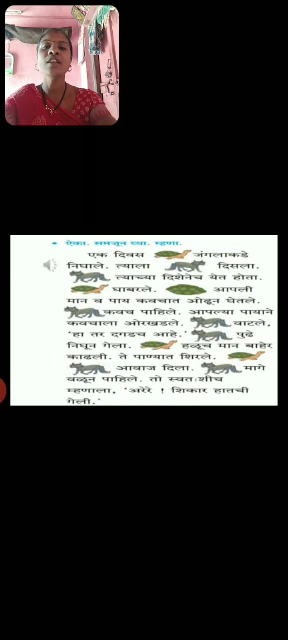 • ऐका. समजून घ्या. म्हणा.
एक दिवस जंगलाकडे
निघाले. त्याला दिसला.
त्याच्या दिशेनेच येत होता.
घाबरले. आपली
मान व पाय कवचात ओढून घेतले.
कवच पाहिले. आपल्या पायाने
कवचाला ओरखडले. वाटले,
'हा तर दगडच आहे.' पुढे
निघून गेला. हळूच मान बाहेर
काढली. ते पाण्यात शिरले.
आवाज दिला. मागे
वळून पाहिले. तो स्वतःशीच
म्हणाला, 'अरेरे ! शिकार हातची
गेली.'